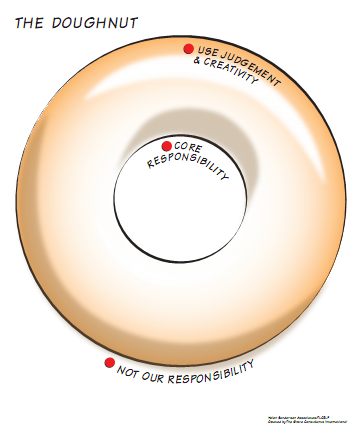 THE DOUGHNUT
USE JUDGEMENT
& CREATIVITY
CORE
RESPONSIBILITY
NOT OUR RESPONSIBILITY